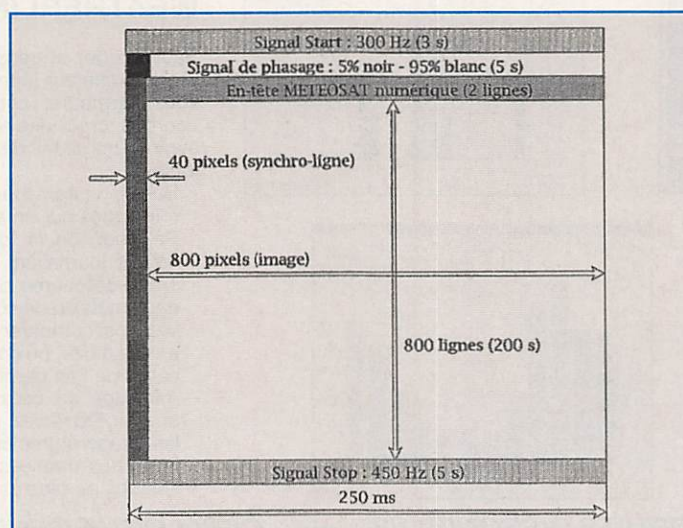 Signal Start : 300 Hz (3 s)
Signal de phasage : 5% noir - 95% blanc (5 s)
En-tête METEOSAT numérique (2 lignes)
40 pixels (synchro-ligne)
800 pixels (image)
800 lignes (200 s)
Signal Stop : 450 Hz (5 s)
250 ms